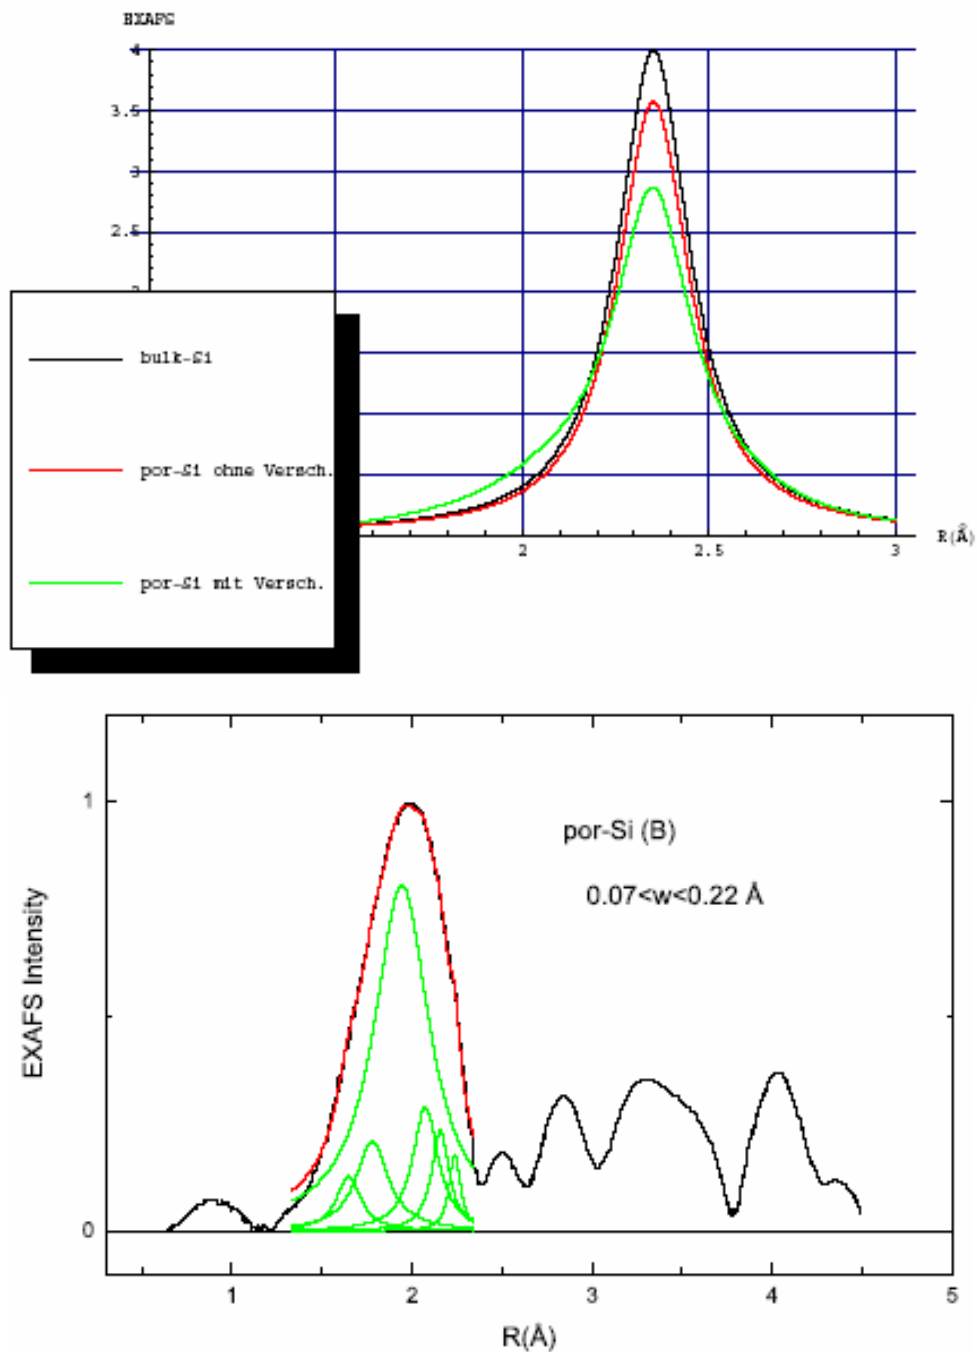 EXAFS
4
3.5
3
2.5
2 2.5 3 R(Å)
bulk-Si
por-Si ohne Versch.
por-Si mit Versch.
1
por-Si (B)
0.07<w<0.22 Å
EXAFS Intensity
0
1 2 3 4 5
R(Å)